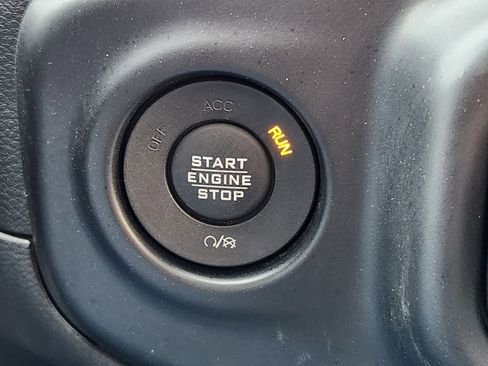 ACC
OFF
RUN
START
ENGINE
STOP